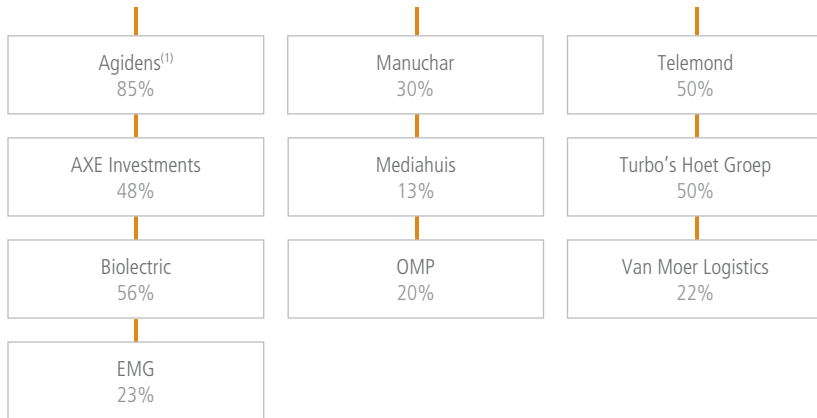 Agidens(1)
85%
AXE Investments
48%
Biolectric
56%
EMG
23%
Manuchar
30%
Mediahuis
13%
OMP
20%
Telemond
50%
Turbo's Hoet Groep
50%
Van Moer Logistics
22%